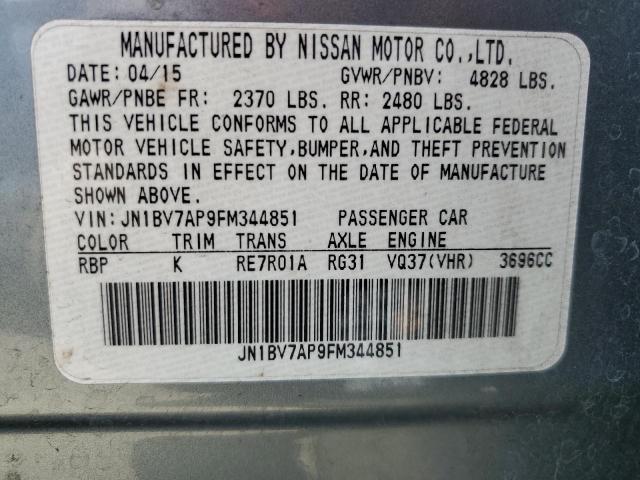 MANUFACTURED BY NISSAN MOTOR CO.,LTD.
DATE: 04/15 GVWR/PNBV: 4828 LBS.
GAWR/PNBE FR: 2370 LBS. RR: 2480 LBS.
THIS VEHICLE CONFORMS TO ALL APPLICABLE FEDERAL
MOTOR VEHICLE SAFETY,BUMPER,AND THEFT PREVENTION
STANDARDS IN EFFECT ON THE DATE OF MANUFACTURE
SHOWN ABOVE.
VIN:JN1BV7AP9FM344851 PASSENGER CAR
COLOR TRIM TRANS AXLE ENGINE
RBP K RE7R01A RG31 VQ37(VHR) 3696CC
JN1BV7AP9FM344851